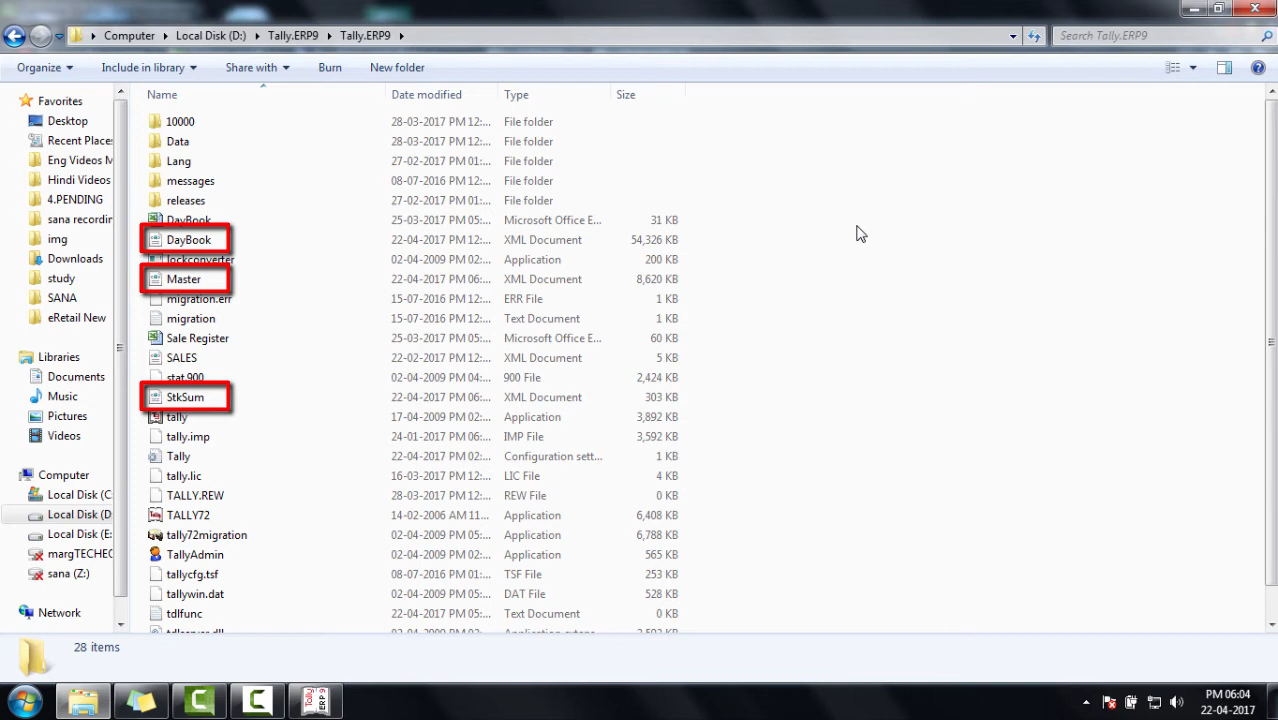 Computer Local Disk (D:) Tally.ERP9 Tally.ERP9 Search Tally.ERP9
Organize Include in library Share with Burn New folder
Name Date modified Type Size
Favorites
Desktop
Recent Places
Eng Videos M
Hindi Videos
4.PENDING
sana recording
img
Downloads
study
SANA
eRetail New
Libraries
Documents
Music
Pictures
Videos
Computer
Local Disk (C:
Local Disk (D:
Local Disk (E:
margTECHEC
sana (Z:)
Network
10000 28-03-2017 PM 12:... File folder
Data 28-03-2017 PM 12:... File folder
Lang 27-02-2017 PM 01:... File folder
messages 08-07-2016 PM 12:... File folder
releases 27-02-2017 PM 01:... File folder
DayBook 25-03-2017 PM 05:... Microsoft Office E... 31 KB
DayBook 22-04-2017 PM 12:... XML Document 54,326 KB
lockconverter 02-04-2009 PM 02:... Application 200 KB
Master 22-04-2017 PM 06:... XML Document 8,620 KB
migration.err 15-07-2016 PM 12:... ERR File 1 KB
migration 15-07-2016 PM 12:... Text Document 1 KB
Sale Register 25-03-2017 PM 05:... Microsoft Office E... 60 KB
SALES 22-02-2017 PM 12:... XML Document 5 KB
stat.900 02-04-2009 PM 04:... 900 File 2,424 KB
StkSum 22-04-2017 PM 06:... XML Document 303 KB
tally 17-04-2009 PM 02:... Application 3,892 KB
tally.imp 24-01-2017 PM 06:... IMP File 3,592 KB
Tally 22-04-2017 PM 02:... Configuration sett... 1 KB
tally.lic 16-03-2017 PM 12:... LIC File 4 KB
TALLY.REW 28-03-2017 PM 12:... REW File 0 KB
TALLY72 14-02-2006 AM 11... Application 6,408 KB
tally72migration 02-04-2009 PM 05:... Application 6,788 KB
TallyAdmin 02-04-2009 PM 05:... Application 565 KB
tallycfg.tsf 08-07-2016 PM 01:... TSF File 253 KB
tallywin.dat 02-04-2009 PM 05:... DAT File 528 KB
tdlfunc 22-04-2017 PM 05:... Text Document 0 KB
28 items
Tally
ERP 9
PM 06:04
22-04-2017